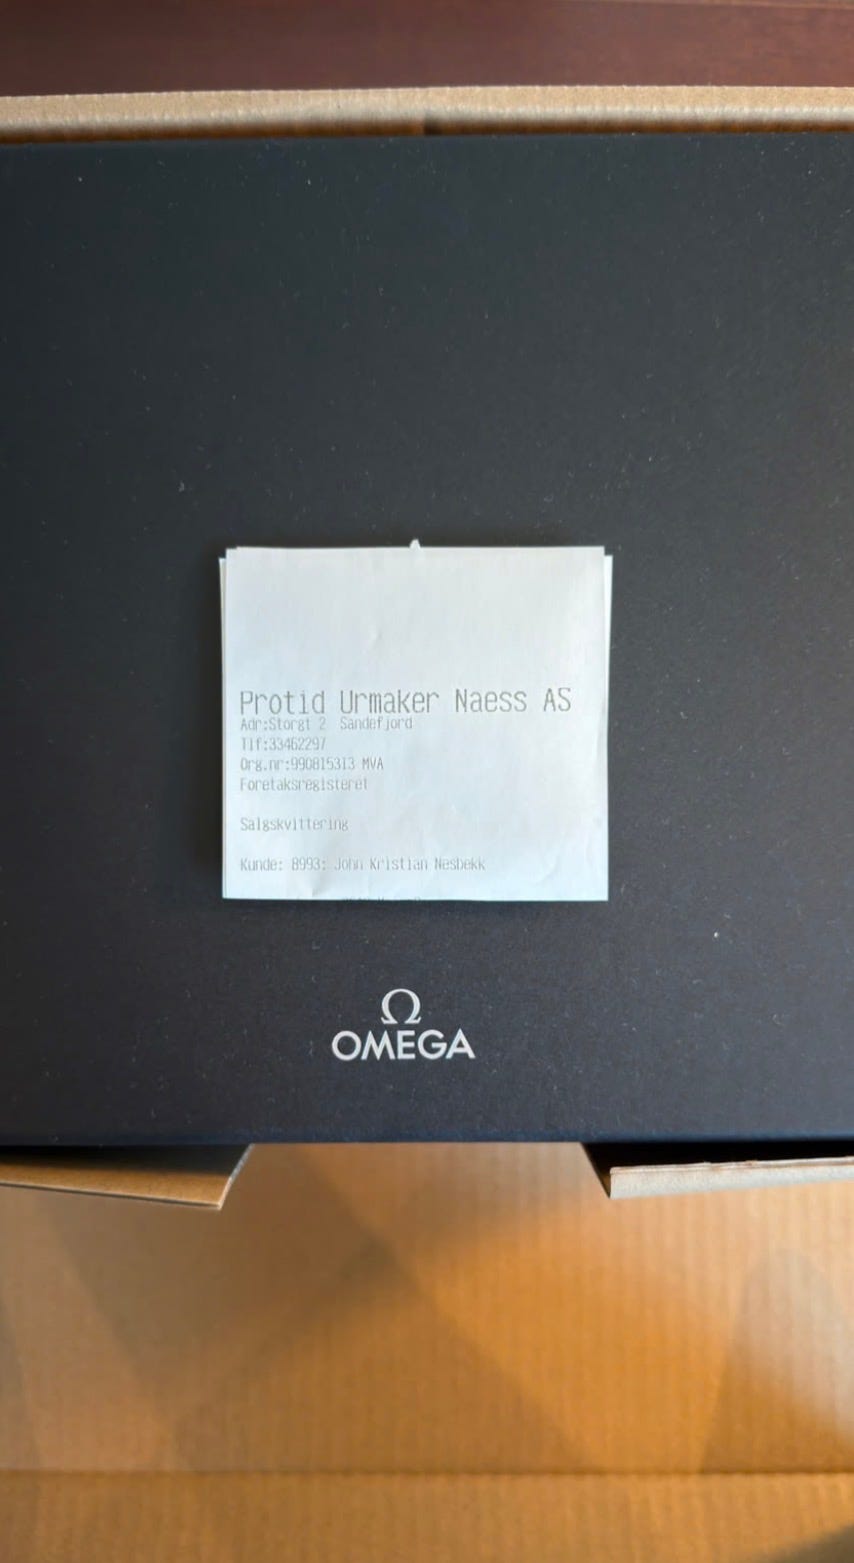 Protid Urmaker Naess AS
Adr:Storgt 2 Sandefjord
Tlf:33462297
Org.nr:990815313 MVA
Foretaksregisteret
Salgskvittering
Kunde: 8993: John Kristian Nesbekk
Ω
OMEGA